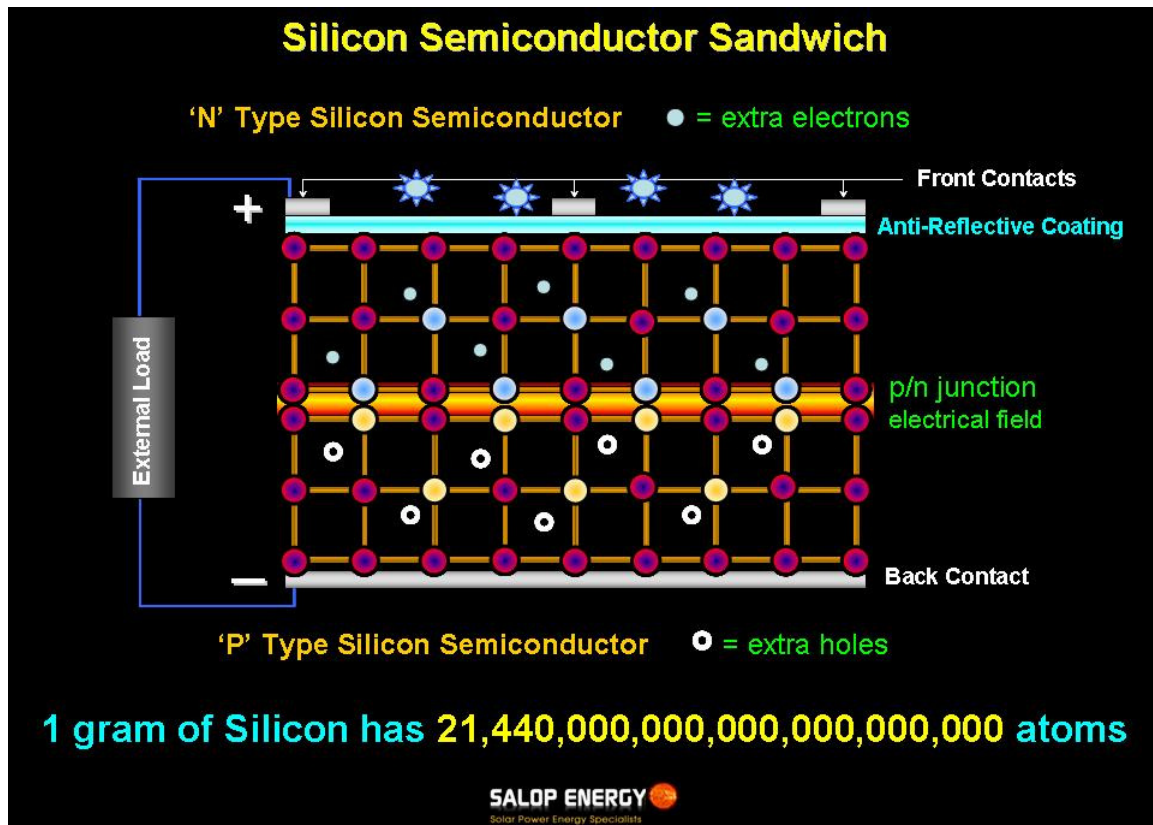 Silicon Semiconductor Sandwich
‘N’ Type Silicon Semiconductor = extra electrons
Front Contacts
+
Anti-Reflective Coating
External Load
p/n junction
electrical field
—
Back Contact
‘P’ Type Silicon Semiconductor = extra holes
1 gram of Silicon has 21,440,000,000,000,000,000,000 atoms
SALOP ENERGY
Solar Power Energy Specialists